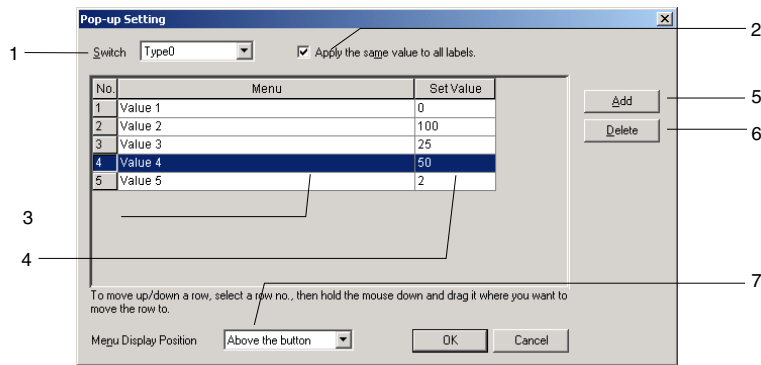 Pop-up Setting
2
1
Switch Type0 Apply the same value to all labels.
No. Menu Set Value
1 Value 1 0
2 Value 2 100
3 Value 3 25
4 Value 4 50
5 Value 5 2
Add
5
Delete
6
3
4
7
To move up/down a row, select a row no., then hold the mouse down and drag it where you want to
move the row to.
Menu Display Position Above the button OK Cancel